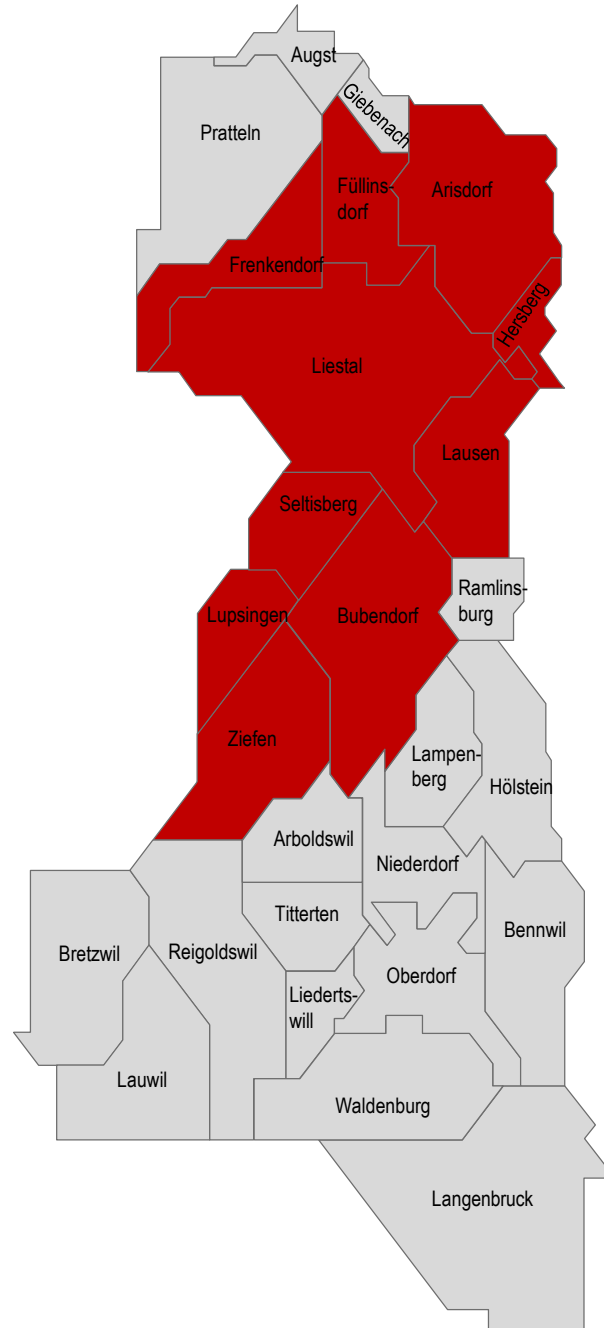 Augst
Giebenach
Pratteln
Füllins-
dorf
Arisdorf
Frenkendorf
Hersberg
Liestal
Lausen
Seltisberg
Ramlins-
burg
Lupsingen
Bubendorf
Ziefen
Lampen-
berg
Hölstein
Arboldswil
Niederdorf
Titterten
Bennwil
Bretzwil
Reigoldswil
Oberdorf
Liederts-
will
Lauwil
Waldenburg
Langenbruck